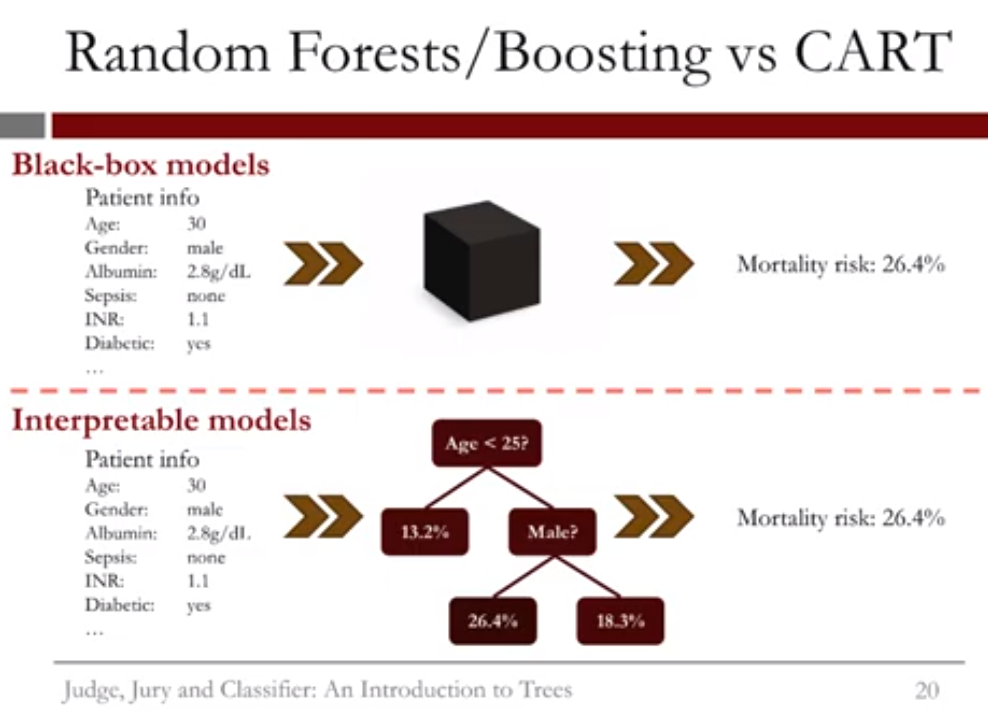 Random Forests/Boosting vs CART
Black-box models
Patient info
Age: 30
Gender: male
Albumin: 2.8g/dL
Sepsis: none
INR: 1.1
Diabetic: yes
...
Mortality risk: 26.4%
Interpretable models
Patient info
Age: 30
Gender: male
Albumin: 2.8g/dL
Sepsis: none
INR: 1.1
Diabetic: yes
...
Age < 25?
13.2%
Male?
26.4%
18.3%
Mortality risk: 26.4%
Judge, Jury and Classifier: An Introduction to Trees
20